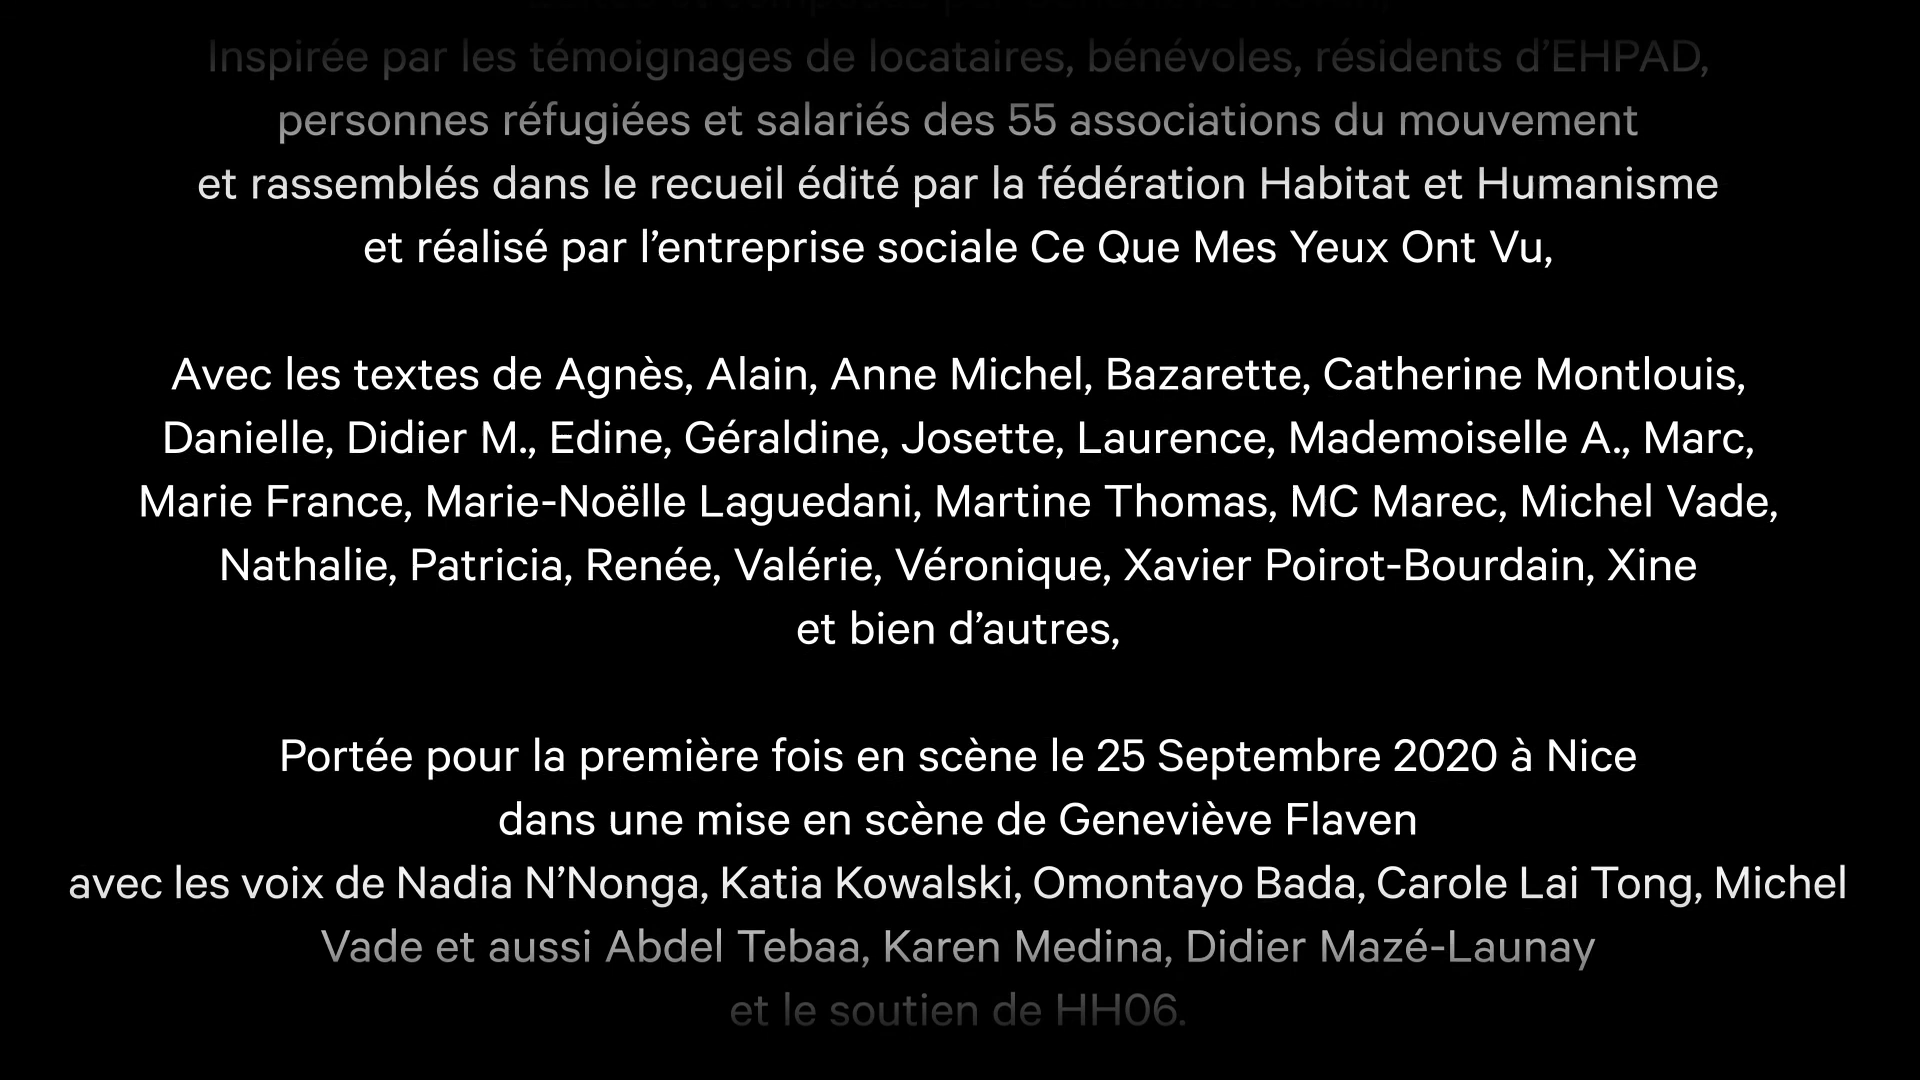 Inspirée par les témoignages de locataires, bénévoles, résidents d’EHPAD,
personnes réfugiées et salariés des 55 associations du mouvement
et rassemblés dans le recueil édité par la fédération Habitat et Humanisme
et réalisé par l’entreprise sociale Ce Que Mes Yeux Ont Vu,
Avec les textes de Agnès, Alain, Anne Michel, Bazarette, Catherine Montlouis,
Danielle, Didier M., Edine, Géraldine, Josette, Laurence, Mademoiselle A., Marc,
Marie France, Marie-Noëlle Laguedani, Martine Thomas, MC Marec, Michel Vade,
Nathalie, Patricia, Renée, Valérie, Véronique, Xavier Poirot-Bourdain, Xine
et bien d’autres,
Portée pour la première fois en scène le 25 Septembre 2020 à Nice
dans une mise en scène de Geneviève Flaven
avec les voix de Nadia N’Nonga, Katia Kowalski, Omontayo Bada, Carole Lai Tong, Michel
Vade et aussi Abdel Tebaa, Karen Medina, Didier Mazé-Launay
et le soutien de HH06.